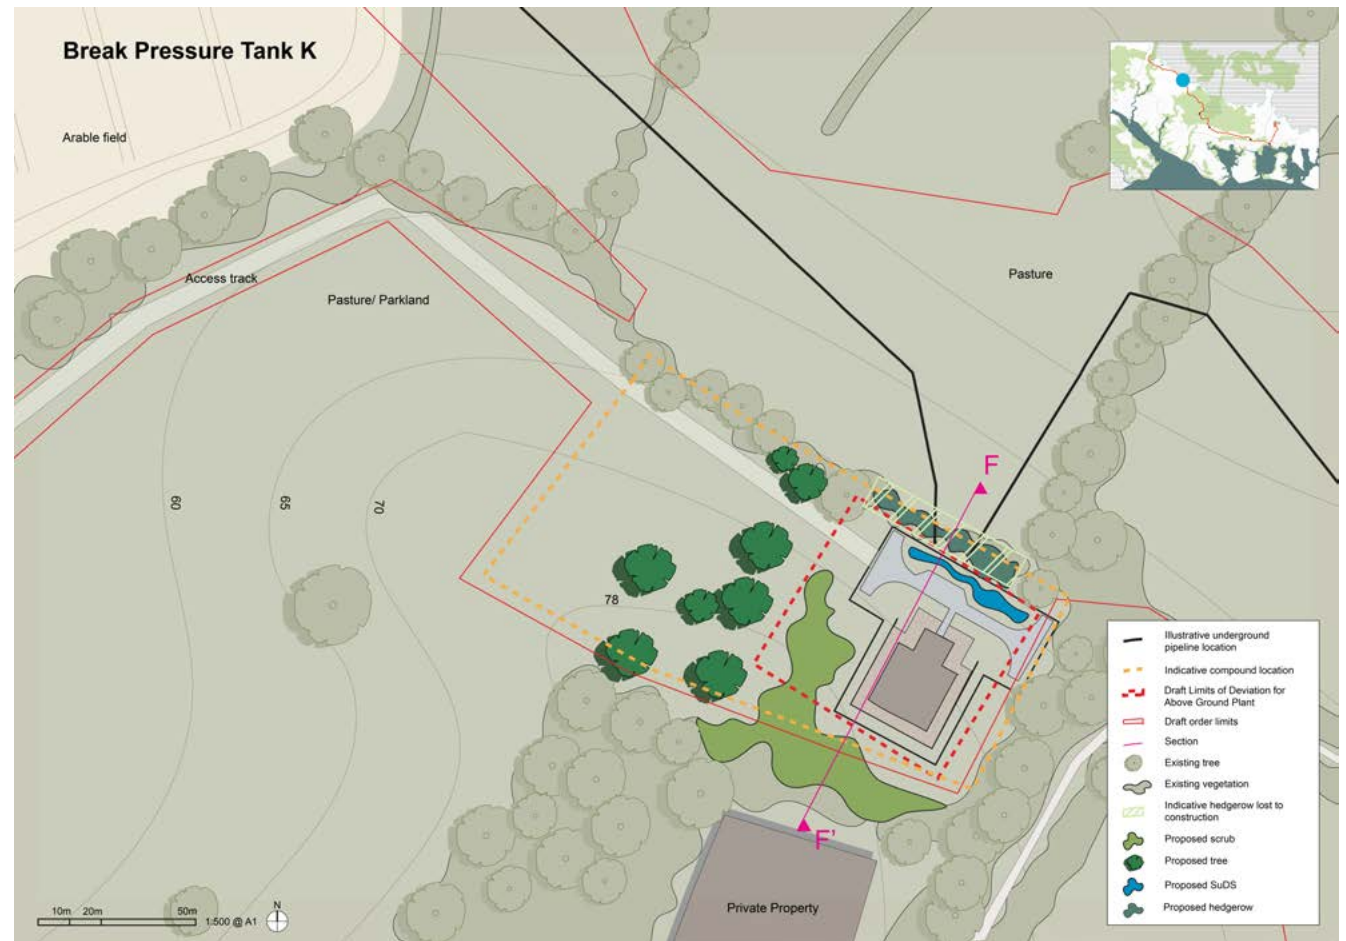 Break Pressure Tank K
Arable field
Access track
Pasture/ Parkland
Pasture
F
60
65
70
78
F'
Private Property
10m 20m 50m 1:500 @ A1
N
Illustrative underground
pipeline location
Indicative compound location
Draft Limits of Deviation for
Above Ground Plant
Draft order limits
Section
Existing tree
Existing vegetation
Indicative hedgerow lost to
construction
Proposed scrub
Proposed tree
Proposed SuDS
Proposed hedgerow